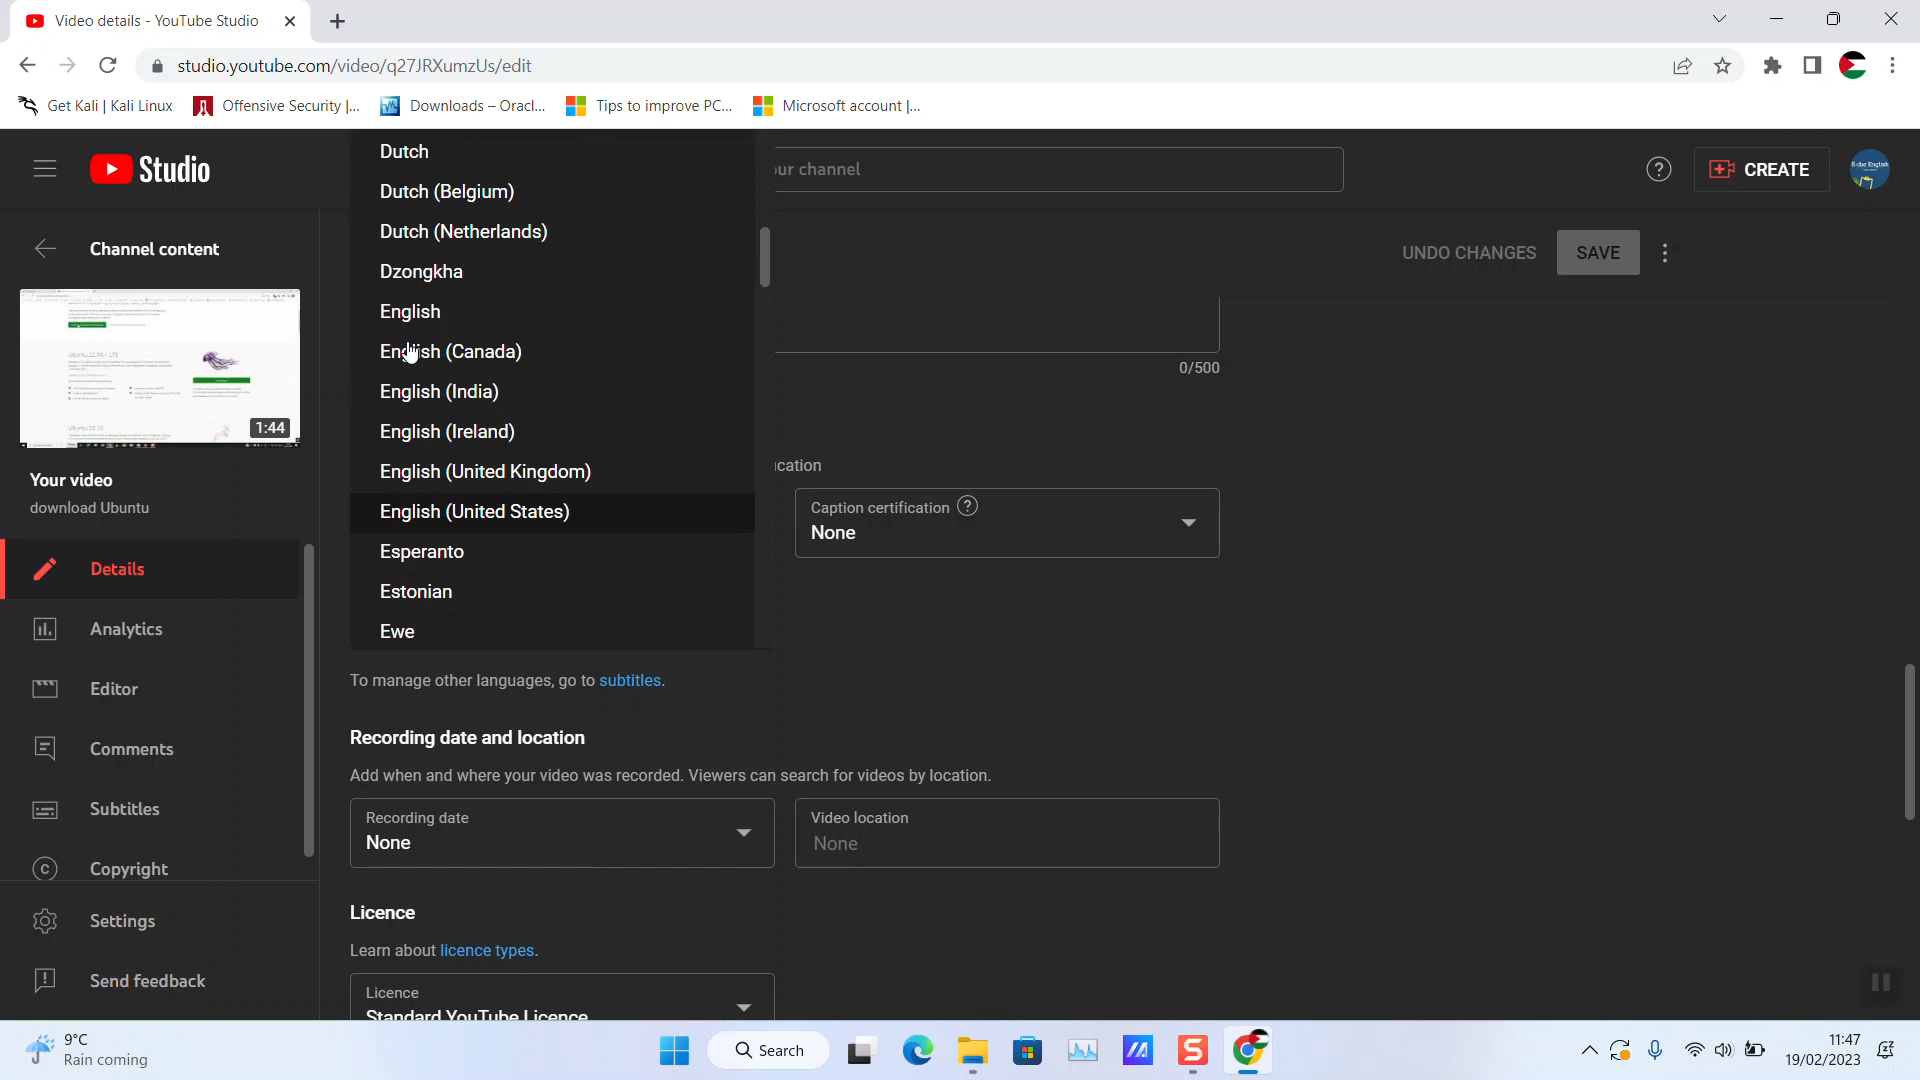 Video details - YouTube Studio
studio.youtube.com/video/q27JRXumzUs/edit
Get Kali | Kali Linux
Offensive Security |...
Downloads – Oracl...
Tips to improve PC...
Microsoft account |...
Studio
ur channel
CREATE
Channel content
UNDO CHANGES
SAVE
1:44
Your video
download Ubuntu
Details
Analytics
Editor
Comments
Subtitles
Copyright
Settings
Send feedback
Dutch
Dutch (Belgium)
Dutch (Netherlands)
Dzongkha
English
English (Canada)
English (India)
English (Ireland)
English (United Kingdom)
English (United States)
Esperanto
Estonian
Ewe
0/500
ication
Caption certification
None
To manage other languages, go to subtitles.
Recording date and location
Add when and where your video was recorded. Viewers can search for videos by location.
Recording date
None
Video location
None
Licence
Learn about licence types.
Licence
Standard YouTube Licence
9°C
Rain coming
Search
11:47
19/02/2023